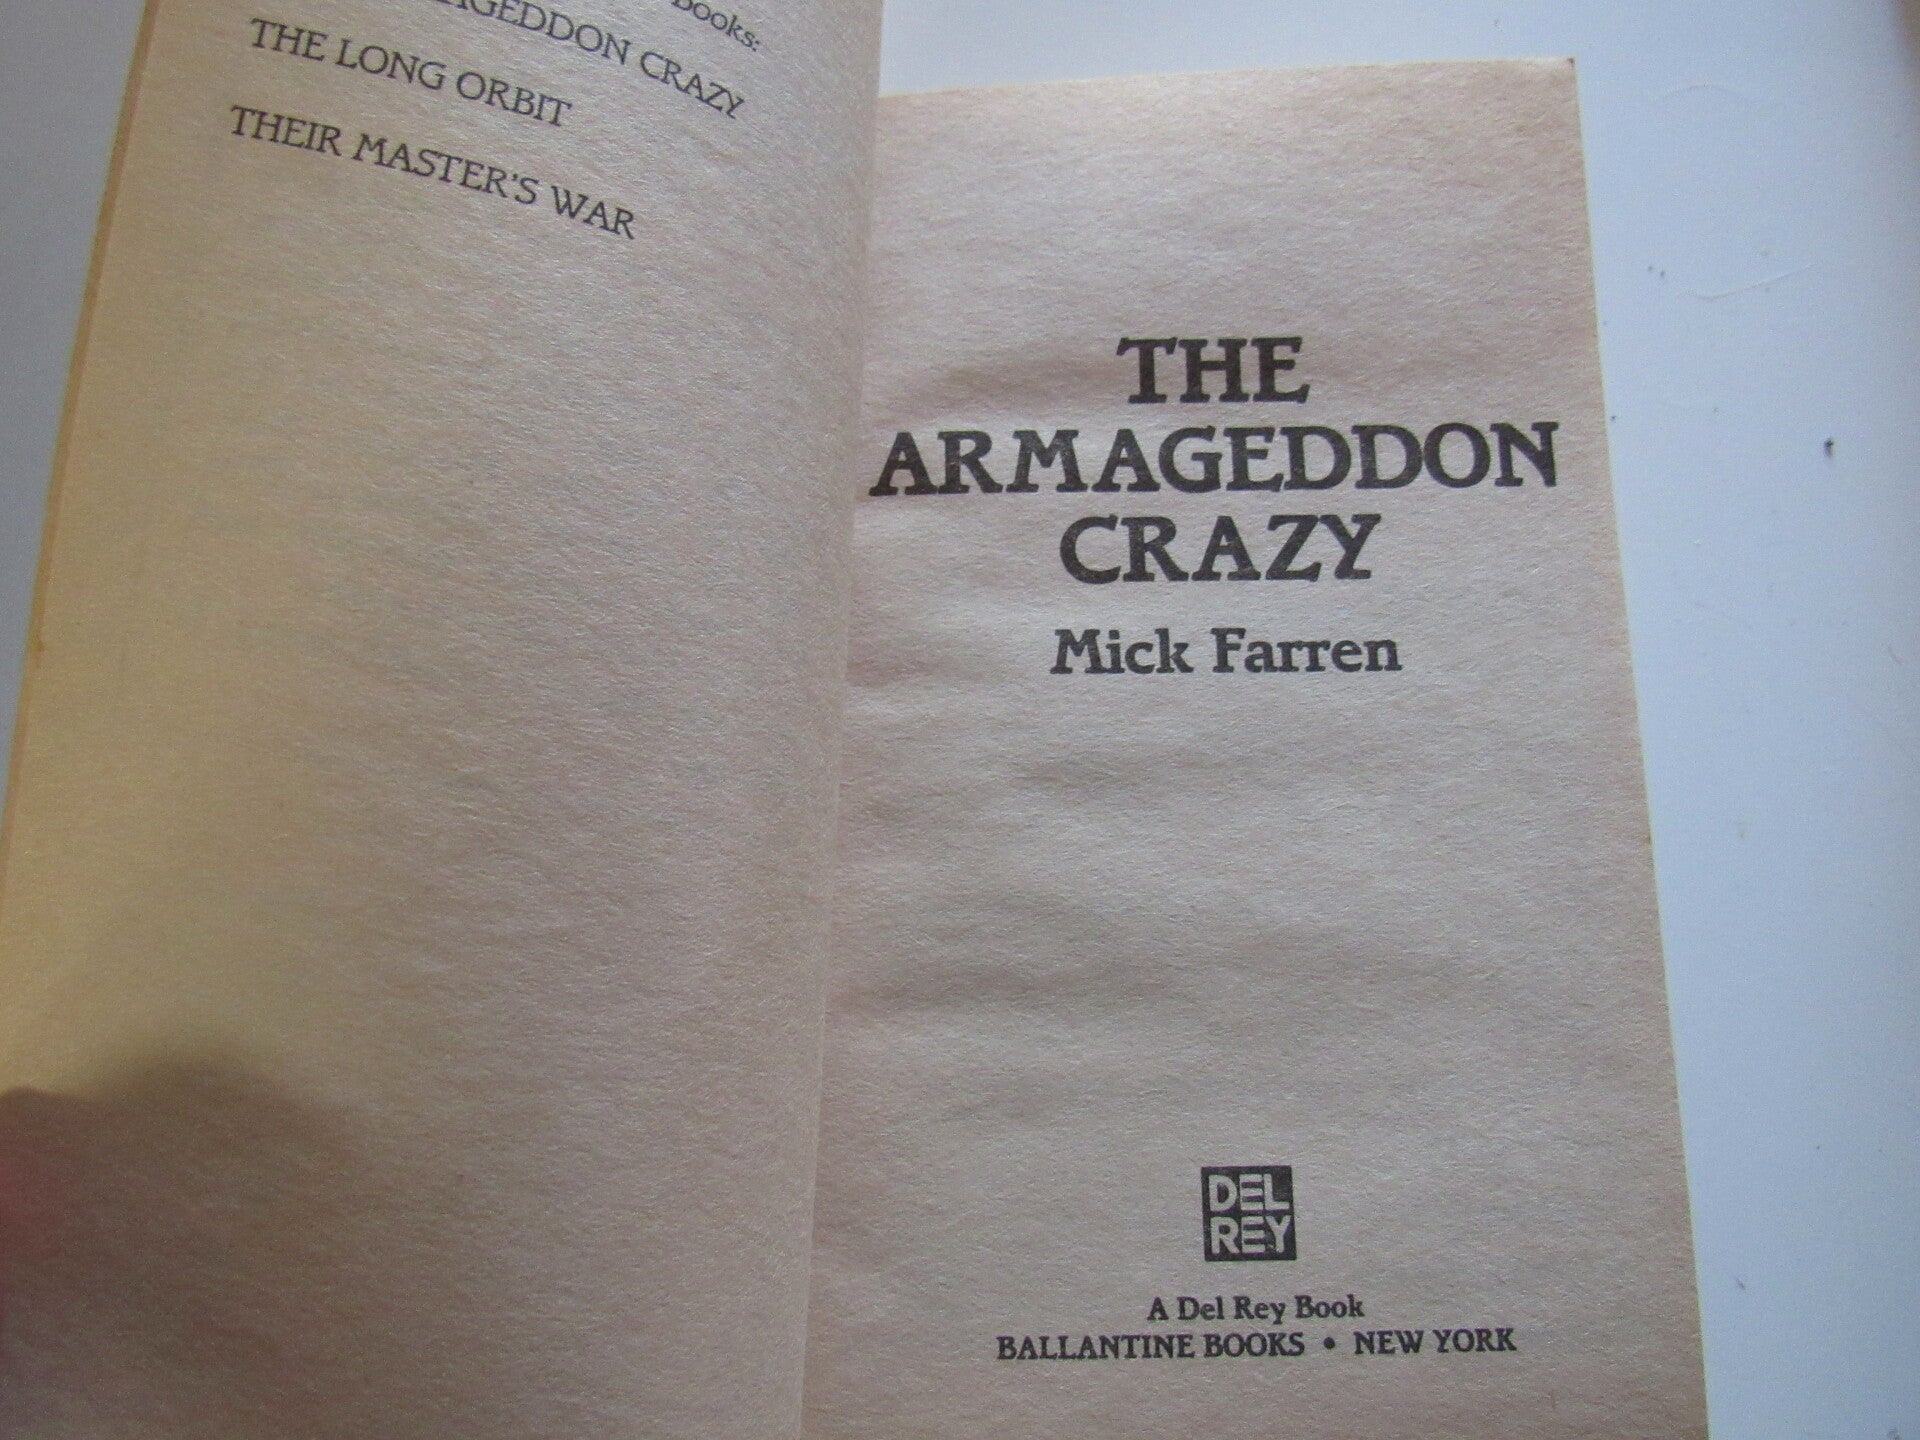 Books:
GEDDON CRAZY
THE LONG ORBIT
THEIR MASTER'S WAR
THE
ARMAGEDDON
CRAZY
Mick Farren
DEL
REY
A Del Rey Book
BALLANTINE BOOKS • NEW YORK